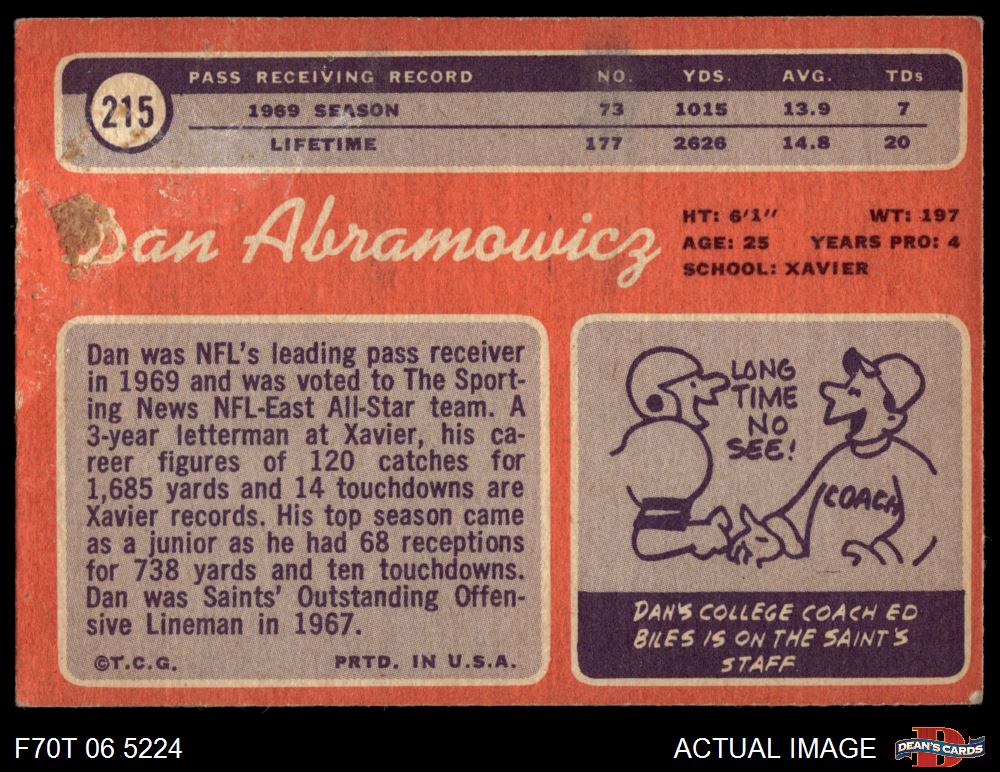 215
PASS RECEIVING RECORD NO. YDS. AVG. TDs
1969 SEASON 73 1015 13.9 7
LIFETIME 177 2626 14.8 20
Dan Abramowicz
HT: 6'1" WT: 197
AGE: 25 YEARS PRO: 4
SCHOOL: XAVIER
Dan was NFL's leading pass receiver
in 1969 and was voted to The Sport-
ing News NFL-East All-Star team. A
3-year letterman at Xavier, his ca-
reer figures of 120 catches for
1,685 yards and 14 touchdowns are
Xavier records. His top season came
as a junior as he had 68 receptions
for 738 yards and ten touchdowns.
Dan was Saints' Outstanding Offen-
sive Lineman in 1967.
©T.C.G. PRTD. IN U.S.A.
LONG
TIME
NO
SEE!
COACH
DAN'S COLLEGE COACH ED
BILES IS ON THE SAINT'S
STAFF
F70T 06 5224
ACTUAL IMAGE
DEAN'S CARDS